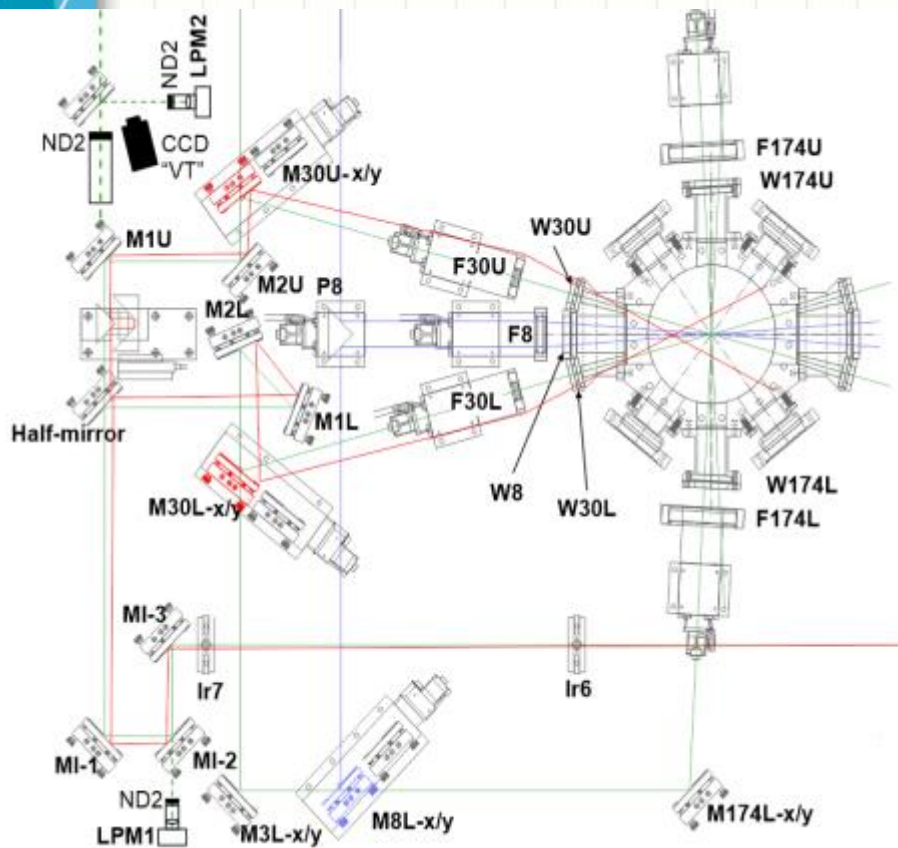 ND2
LPM2
ND2
CCD
"VT"
M30U-x/y
F174U
W174U
M1U
W30U
F30U
M2U
P8
M2L
F8
F30L
M1L
Half-mirror
W8
W30L
W174L
F174L
M30L-x/y
MI-3
Ir7
Ir6
MI-1
MI-2
ND2
LPM1
M3L-x/y
M8L-x/y
M174L-x/y